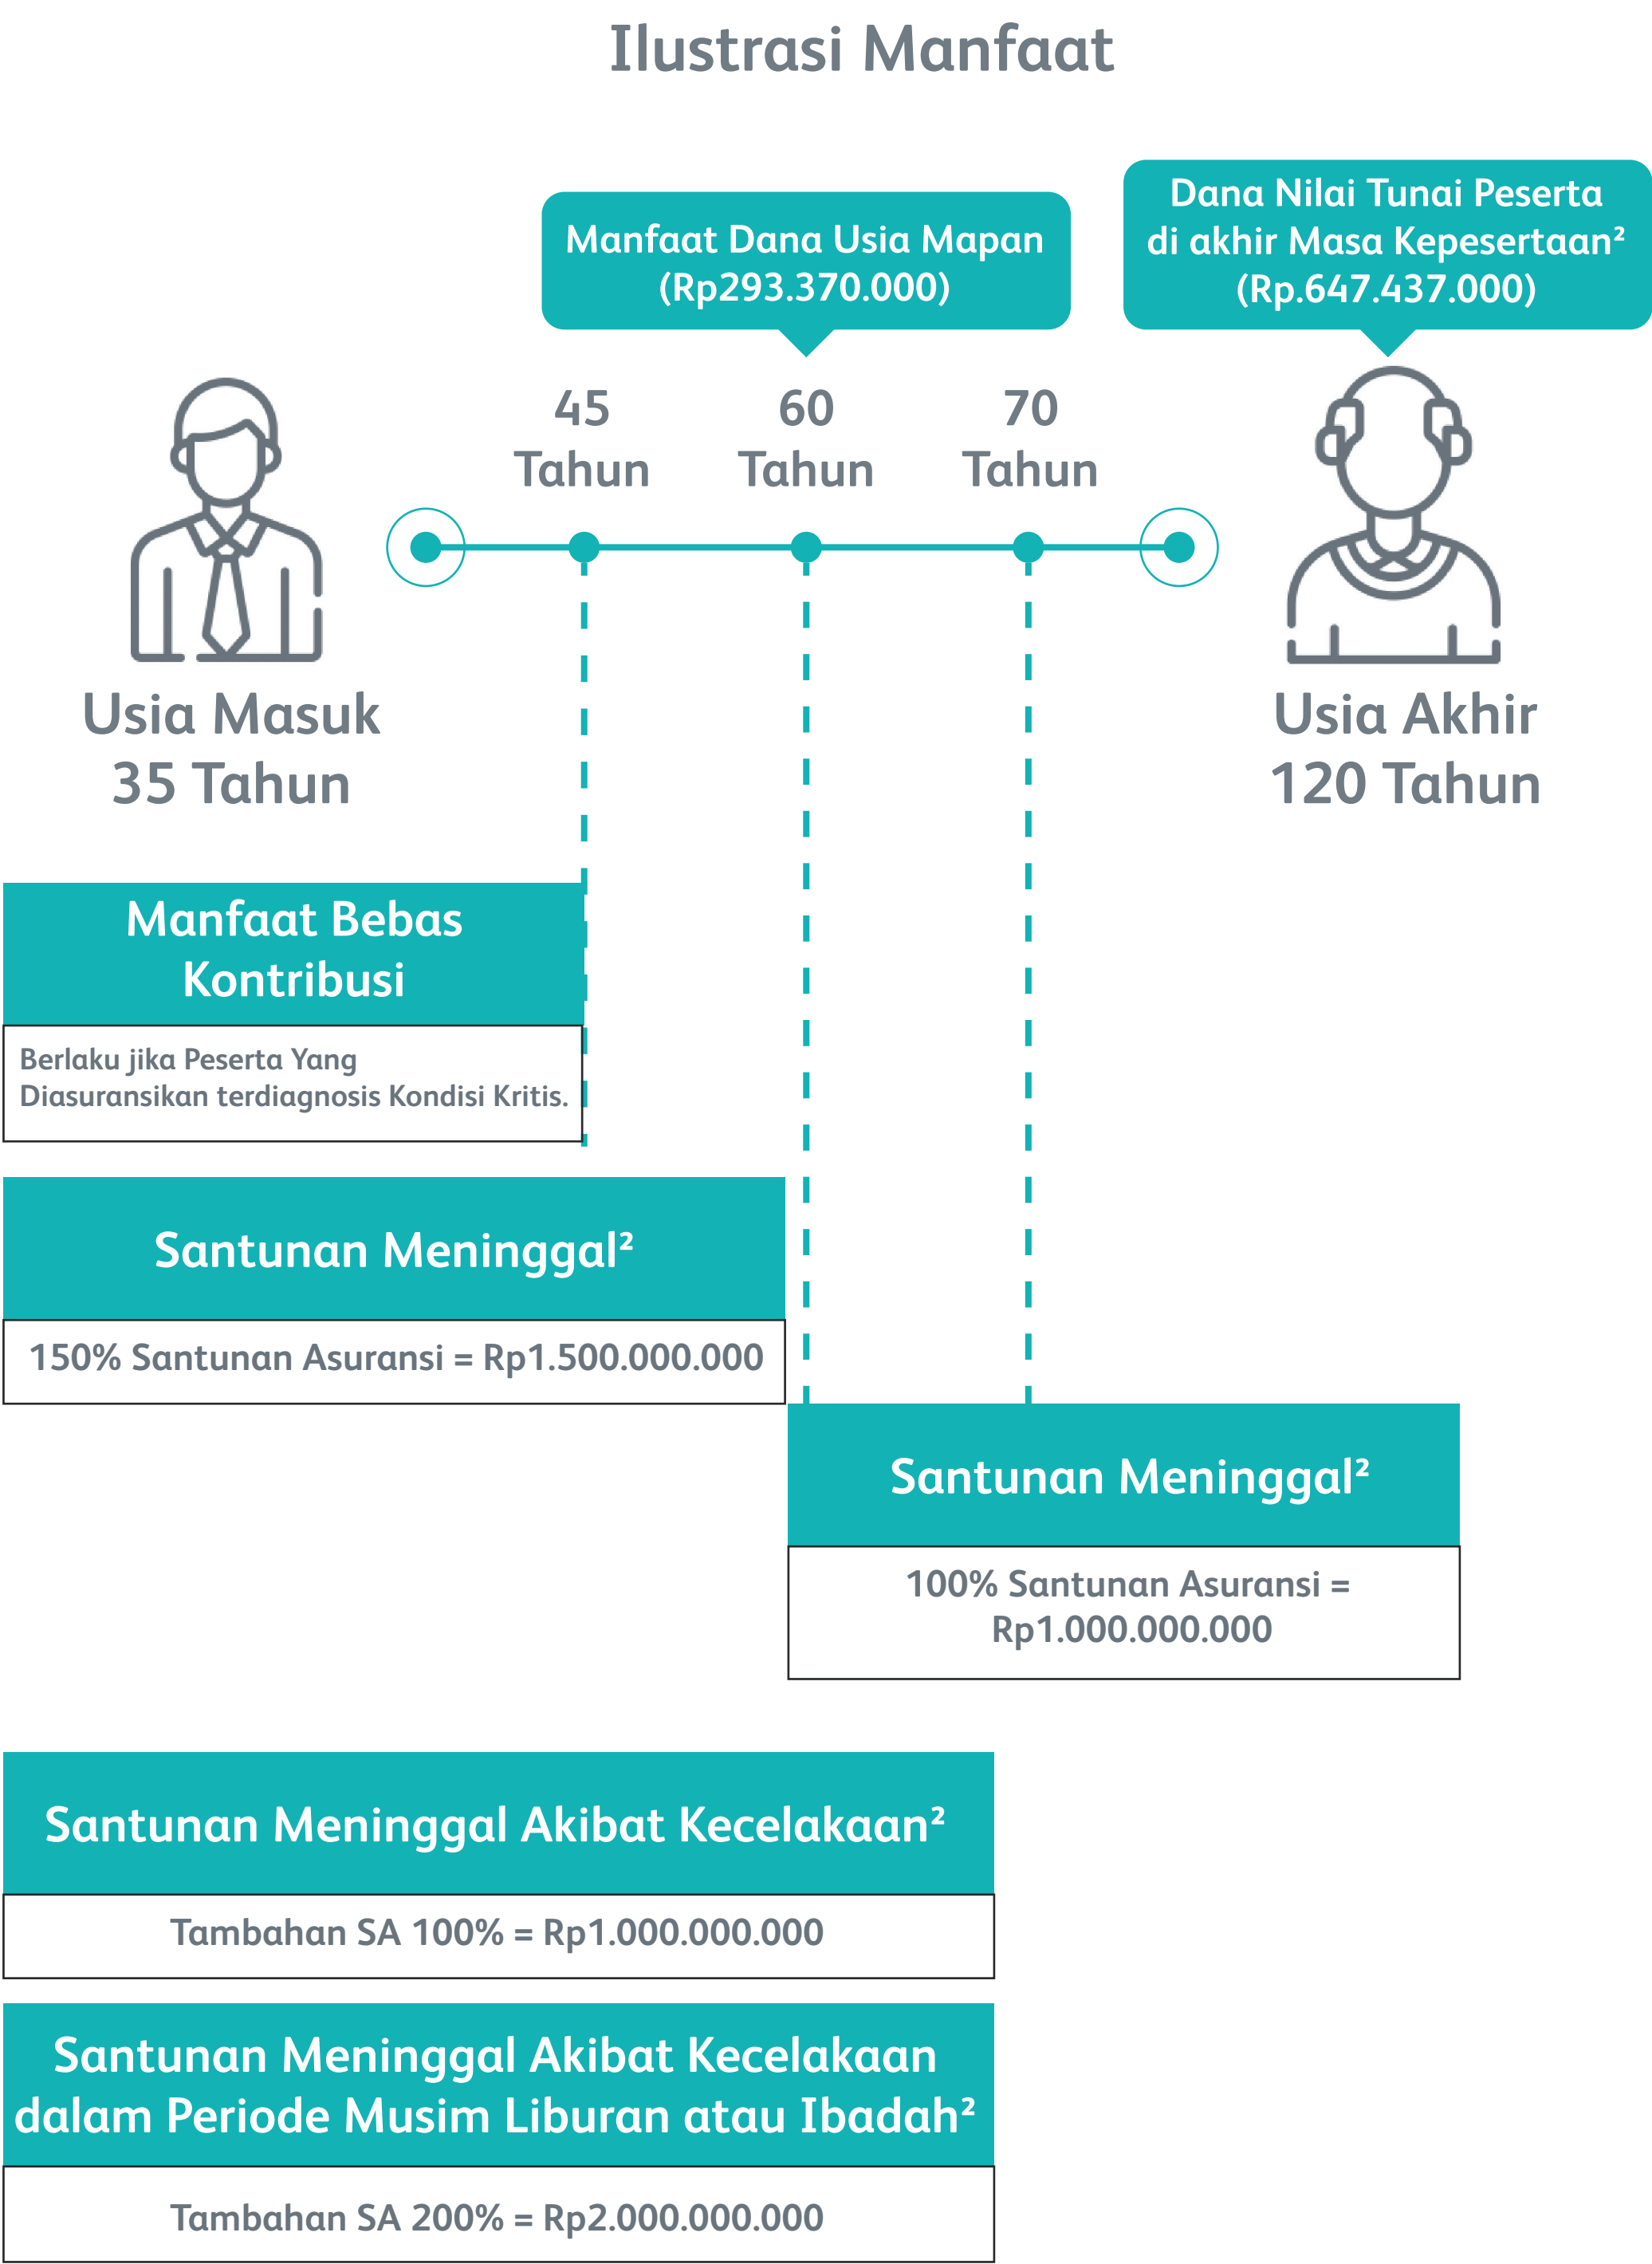 Ilustrasi Manfaat
Manfaat Dana Usia Mapan
(Rp293.370.000)
Dana Nilai Tunai Peserta
di akhir Masa Kepesertaan²
(Rp.647.437.000)
45
Tahun
60
Tahun
70
Tahun
Usia Masuk
35 Tahun
Usia Akhir
120 Tahun
Manfaat Bebas
Kontribusi
Berlaku jika Peserta Yang
Diasuransikan terdiagnosis Kondisi Kritis.
Santunan Meninggal²
150% Santunan Asuransi = Rp1.500.000.000
Santunan Meninggal²
100% Santunan Asuransi =
Rp1.000.000.000
Santunan Meninggal Akibat Kecelakaan²
Tambahan SA 100% = Rp1.000.000.000
Santunan Meninggal Akibat Kecelakaan
dalam Periode Musim Liburan atau Ibadah²
Tambahan SA 200% = Rp2.000.000.000